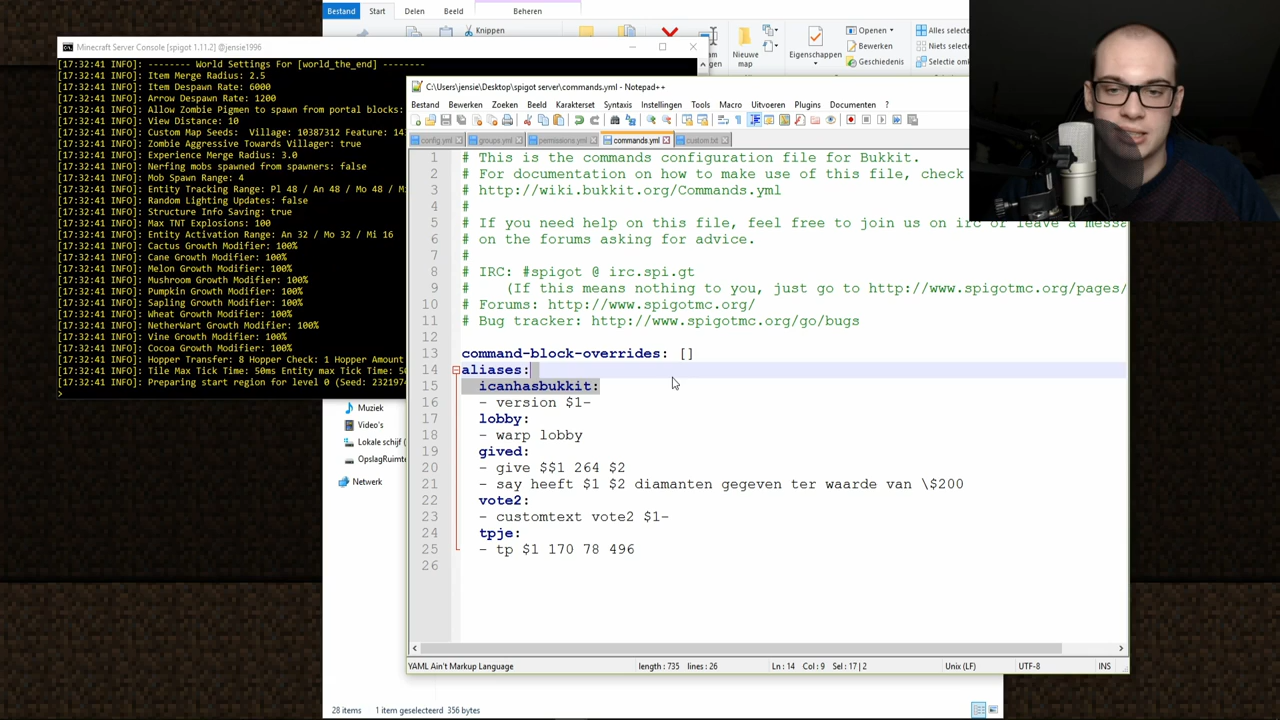 Bestand Start Delen Beeld Beheren
Knippen
Nieuwe
map
Eigenschappen
Openen
Bewerken
Geschiedenis
Alles selec
Niets selec
Selectie om
Minecraft Server Console [spigot 1.11.2] @jensie1996
[17:32:41 INFO]: -------- World Settings For [world_the_end] --------
[17:32:41 INFO]: Item Merge Radius: 2.5
[17:32:41 INFO]: Item Despawn Rate: 6000
[17:32:41 INFO]: Arrow Despawn Rate: 1200
[17:32:41 INFO]: Allow Zombie Pigmen to spawn from portal blocks:
[17:32:41 INFO]: View Distance: 10
[17:32:41 INFO]: Custom Map Seeds: Village: 10387312 Feature: 14
[17:32:41 INFO]: Zombie Aggressive Towards Villager: true
[17:32:41 INFO]: Experience Merge Radius: 3.0
[17:32:41 INFO]: Nerfing mobs spawned from spawners: false
[17:32:41 INFO]: Mob Spawn Range: 4
[17:32:41 INFO]: Entity Tracking Range: Pl 48 / An 48 / Mo 48 / M
[17:32:41 INFO]: Random Lighting Updates: false
[17:32:41 INFO]: Structure Info Saving: true
[17:32:41 INFO]: Max TNT Explosions: 100
[17:32:41 INFO]: Entity Activation Range: An 32 / Mo 32 / Mi 16
[17:32:41 INFO]: Cactus Growth Modifier: 100%
[17:32:41 INFO]: Cane Growth Modifier: 100%
[17:32:41 INFO]: Melon Growth Modifier: 100%
[17:32:41 INFO]: Mushroom Growth Modifier: 100%
[17:32:41 INFO]: Pumpkin Growth Modifier: 100%
[17:32:41 INFO]: Sapling Growth Modifier: 100%
[17:32:41 INFO]: Wheat Growth Modifier: 100%
[17:32:41 INFO]: NetherWart Growth Modifier: 100%
[17:32:41 INFO]: Vine Growth Modifier: 100%
[17:32:41 INFO]: Cocoa Growth Modifier: 100%
[17:32:41 INFO]: Hopper Transfer: 8 Hopper Check: 1 Hopper Amount
[17:32:41 INFO]: Tile Max Tick Time: 50ms Entity max Tick Time: 50
[17:32:41 INFO]: Preparing start region for level 0 (Seed: 2321974
>
C:\Users\jensie\Desktop\spigot server\commands.yml - Notepad++
Bestand Bewerken Zoeken Beeld Karakterset Syntaxis Instellingen Tools Macro Uitvoeren Plugins Documenten ?
config.yml groups.yml permissions.yml commands.yml custom.txt
1 # This is the commands configuration file for Bukkit.
2 # For documentation on how to make use of this file, check
3 # http://wiki.bukkit.org/Commands.yml
4 #
5 # If you need help on this file, feel free to join us on irc or leave a messa
6 # on the forums asking for advice.
7 #
8 # IRC: #spigot @ irc.spi.gt
9 # (If this means nothing to you, just go to http://www.spigotmc.org/pages/
10 # Forums: http://www.spigotmc.org/
11 # Bug tracker: http://www.spigotmc.org/go/bugs
12
13 command-block-overrides: []
14 aliases:
15 icanhasbukkit:
16 - version $1-
17 lobby:
18 - warp lobby
19 gived:
20 - give $$1 264 $2
21 - say heeft $1 $2 diamanten gegeven ter waarde van \$200
22 vote2:
23 - customtext vote2 $1-
24 tpje:
25 - tp $1 170 78 496
26
YAML Ain't Markup Language length : 735 lines : 26 Ln : 14 Col : 9 Sel : 17 | 2 Unix (LF) UTF-8 INS
Muziek
Video's
Lokale schijf (
OpslagRuimte
Netwerk
28 items 1 item geselecteerd 356 bytes